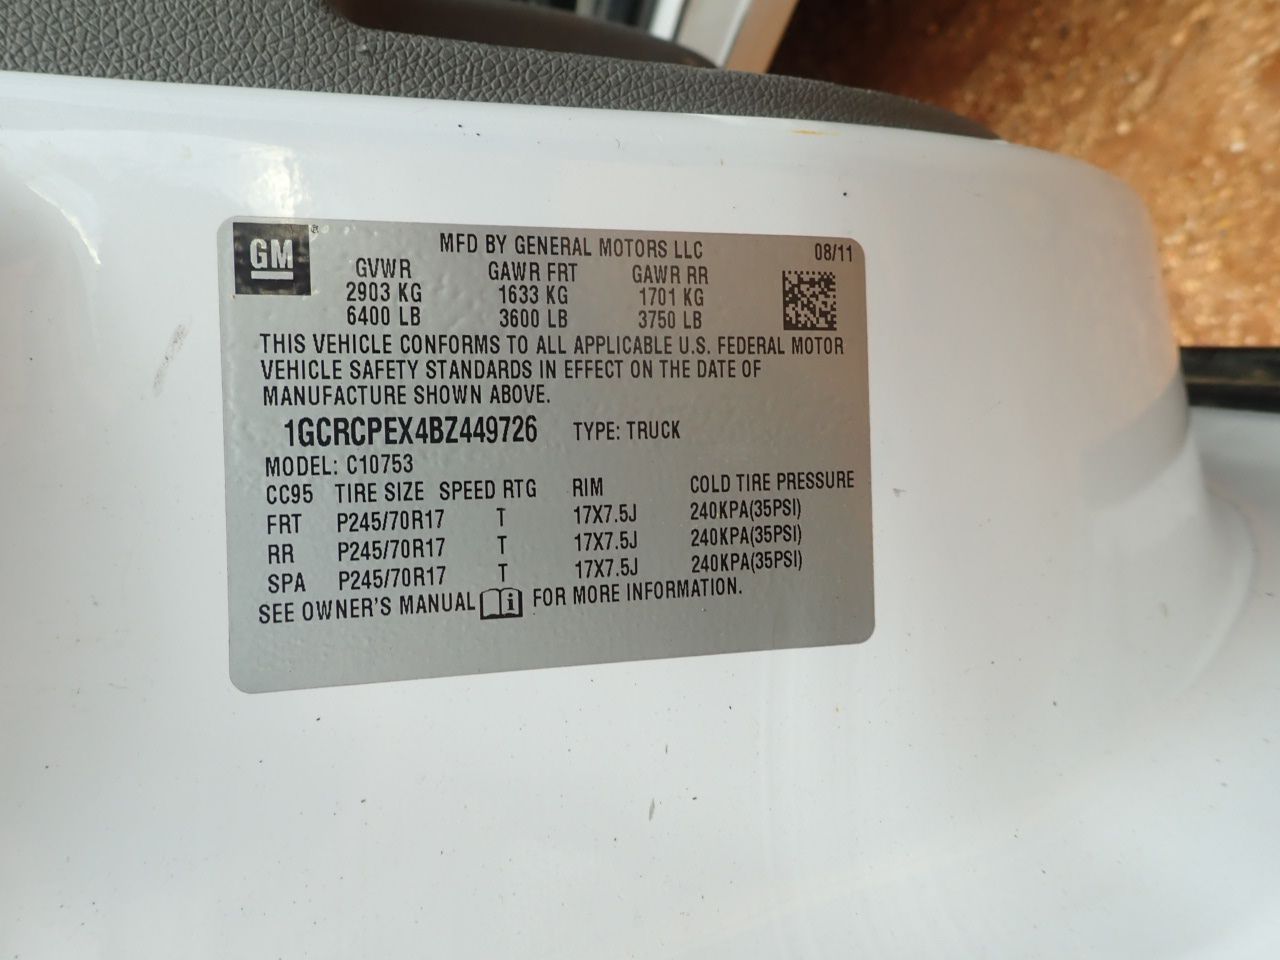 GM ®
MFD BY GENERAL MOTORS LLC 08/11
GVWR GAWR FRT GAWR RR
2903 KG 1633 KG 1701 KG
6400 LB 3600 LB 3750 LB
THIS VEHICLE CONFORMS TO ALL APPLICABLE U.S. FEDERAL MOTOR
VEHICLE SAFETY STANDARDS IN EFFECT ON THE DATE OF
MANUFACTURE SHOWN ABOVE.
1GCRCPEX4BZ449726 TYPE: TRUCK
MODEL: C10753
CC95 TIRE SIZE SPEED RTG RIM COLD TIRE PRESSURE
FRT P245/70R17 T 17X7.5J 240KPA(35PSI)
RR P245/70R17 T 17X7.5J 240KPA(35PSI)
SPA P245/70R17 T 17X7.5J 240KPA(35PSI)
SEE OWNER'S MANUAL i FOR MORE INFORMATION.